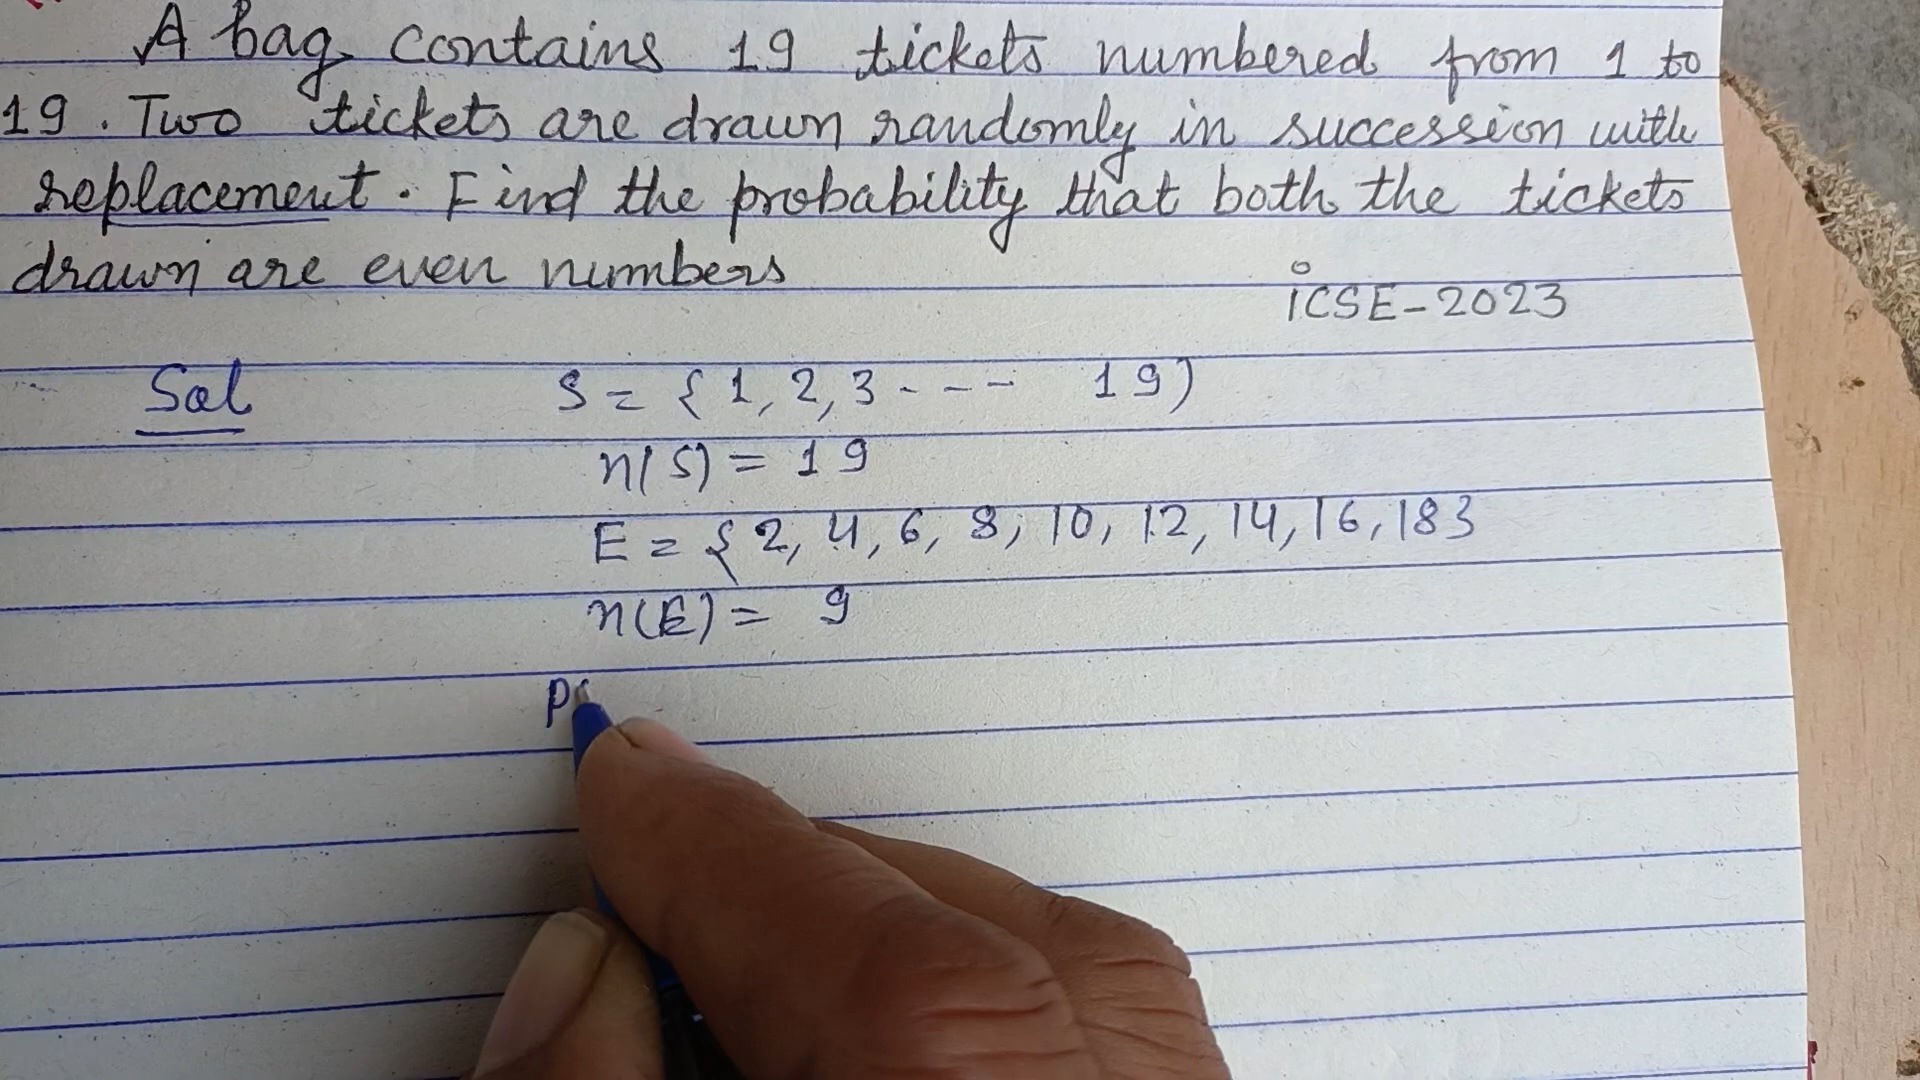 A bag contains 19 tickets numbered from 1 to
19. Two tickets are drawn randomly in succession with
replacement. Find the probability that both the tickets
drawn are even numbers
ICSE-2023
Sol S = { 1, 2, 3 - - - 19)
n(S) = 19
E = { 2, 4, 6, 8, 10, 12, 14, 16, 18}
n(E) = 9
P(